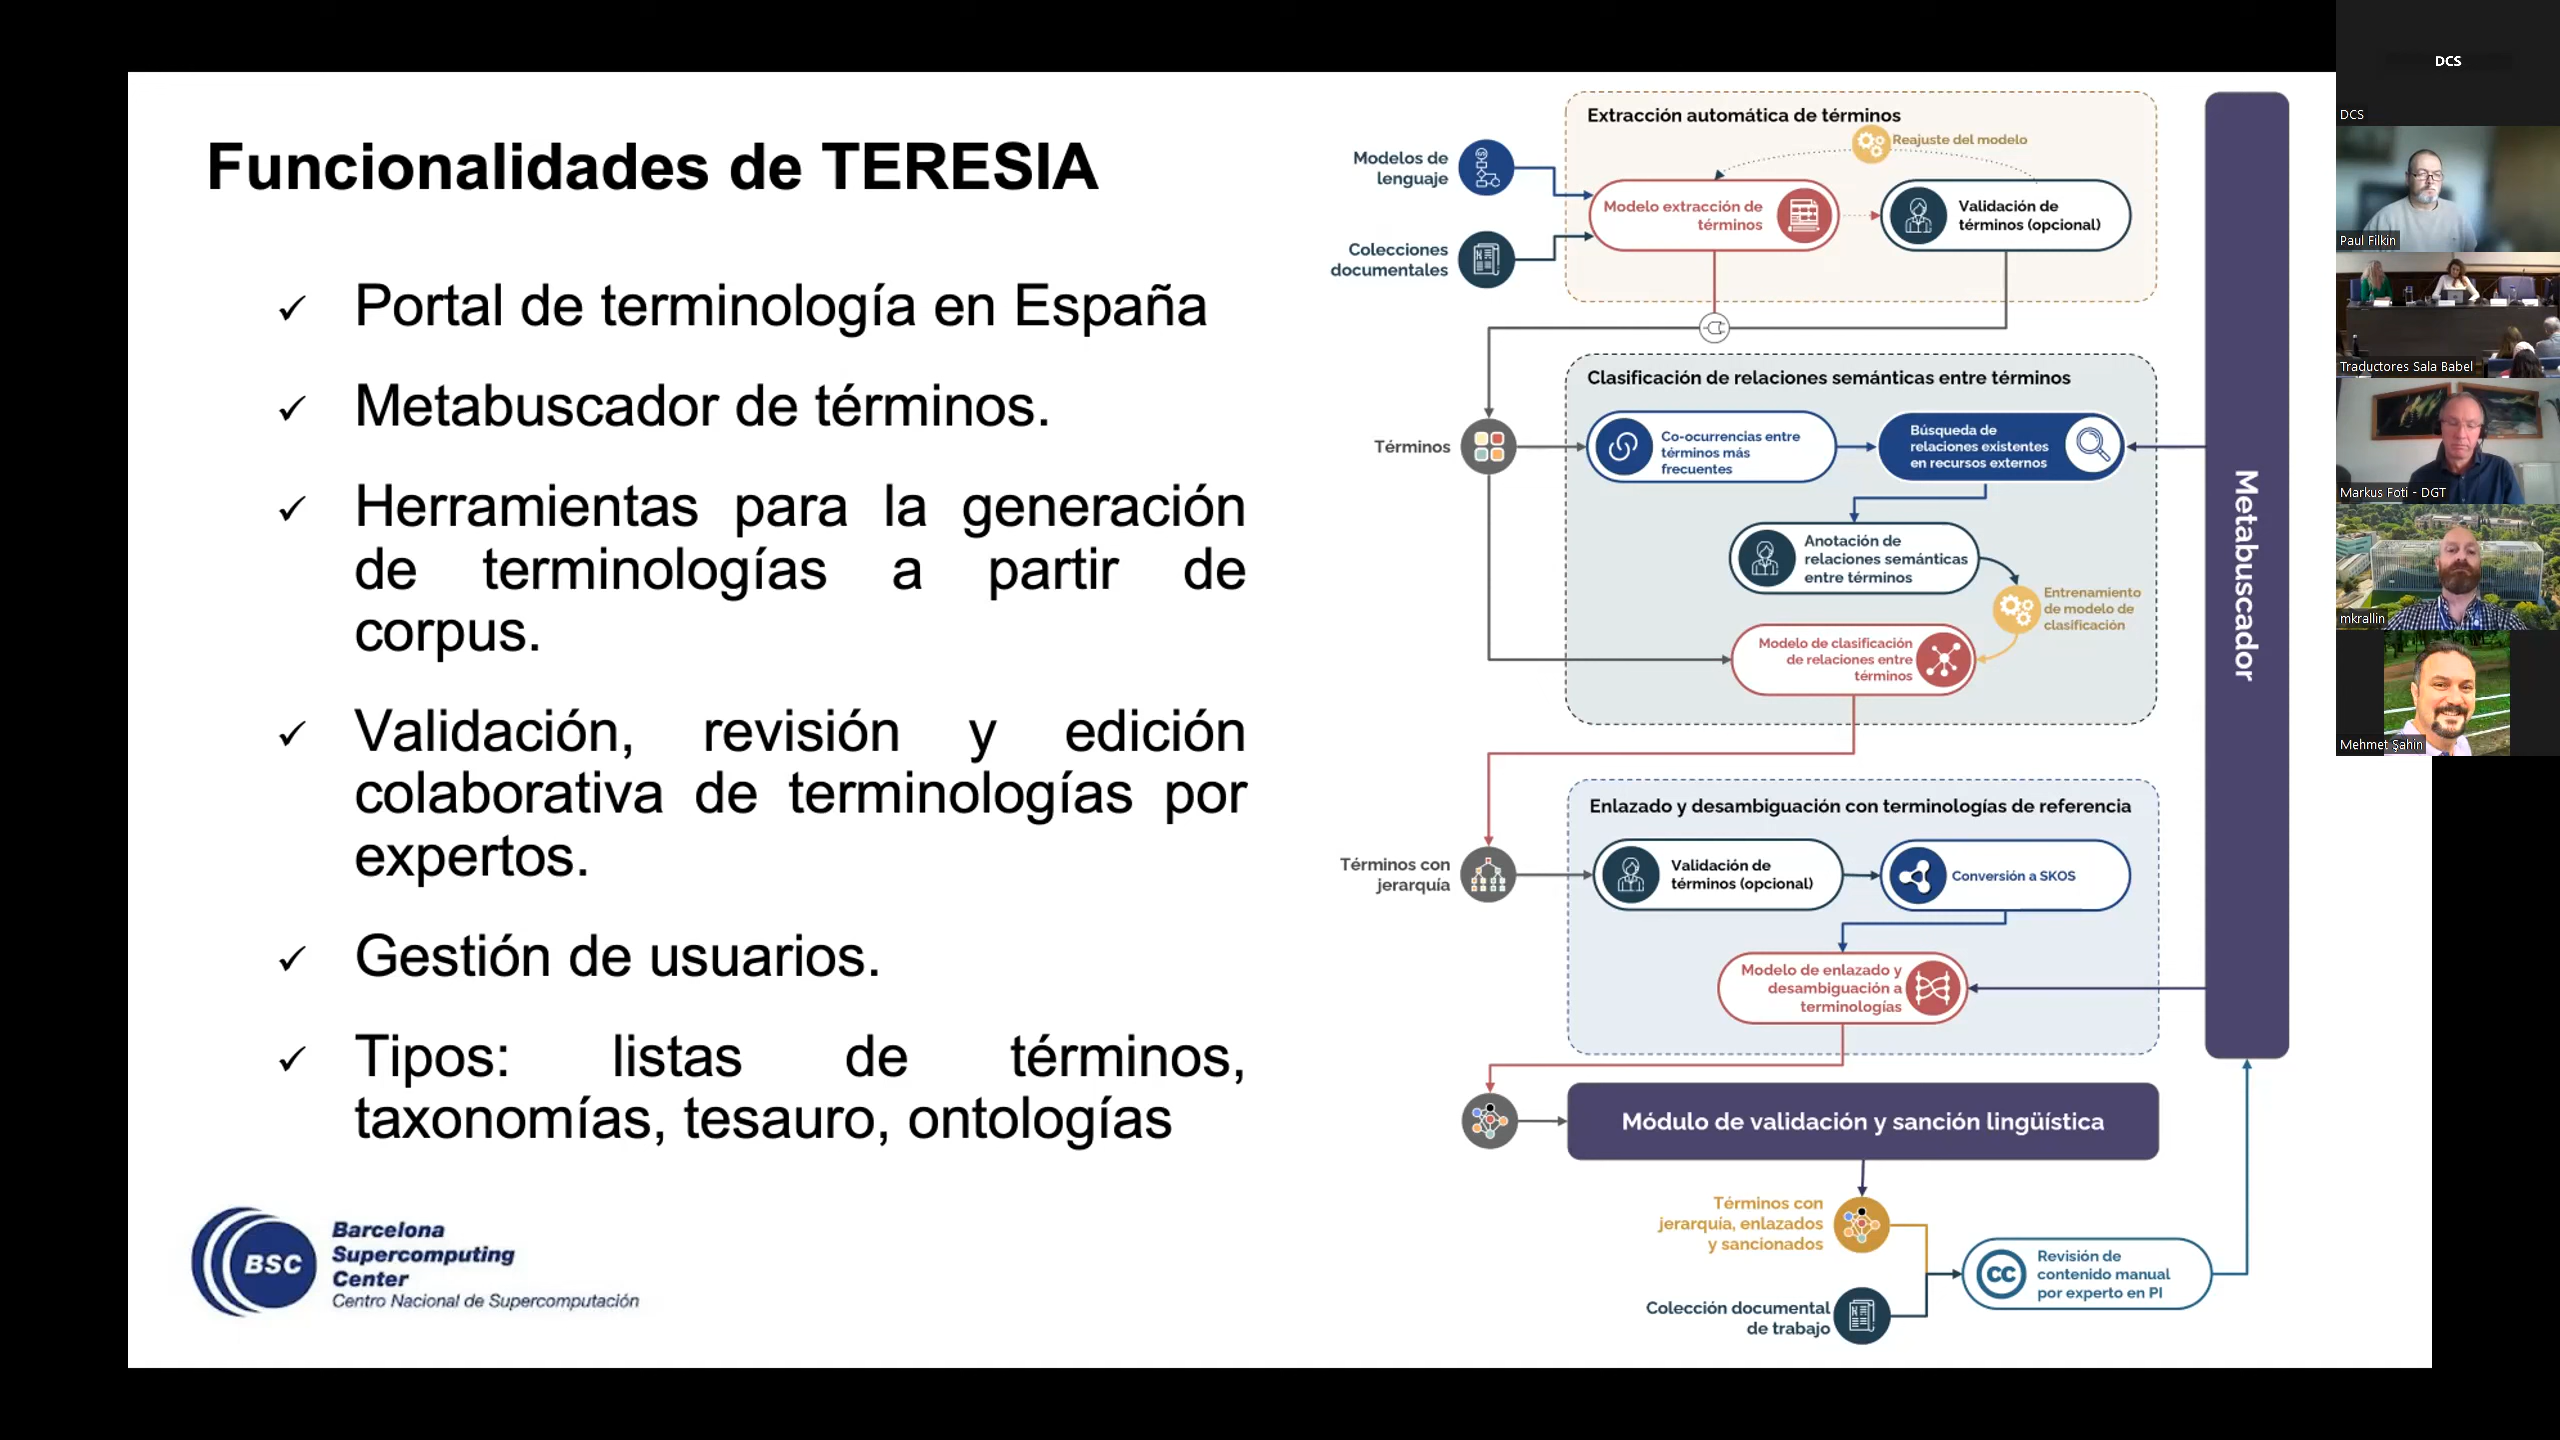 Funcionalidades de TERESIA
✓ Portal de terminología en España
✓ Metabuscador de términos.
✓ Herramientas para la generación
de terminologías a partir de
corpus.
✓ Validación, revisión y edición
colaborativa de terminologías por
expertos.
✓ Gestión de usuarios.
✓ Tipos: listas de términos,
taxonomías, tesauro, ontologías
BSC
Barcelona
Supercomputing
Center
Centro Nacional de Supercomputación
Extracción automática de términos
Reajuste del modelo
Modelos de
lenguaje
Colecciones
documentales
Modelo extracción de
términos
Validación de
términos (opcional)
Clasificación de relaciones semánticas entre términos
Términos
Co-ocurrencias entre
términos más
frecuentes
Búsqueda de
relaciones existentes
en recursos externos
Anotación de
relaciones semánticas
entre términos
Entrenamiento
de modelo de
clasificación
Modelo de clasificación
de relaciones entre
términos
Enlazado y desambiguación con terminologías de referencia
Términos con
jerarquía
Validación de
términos (opcional)
Conversión a SKOS
Modelo de enlazado y
desambiguación a
terminologías
Módulo de validación y sanción lingüística
Términos con
jerarquía, enlazados
y sancionados
Colección documental
de trabajo
CC
Revisión de
contenido manual
por experto en PI
Metabuscador
DCS
DCS
Paul Filkin
Traductores Sala Babel
Markus Foti - DGT
mkrallin
Mehmet Şahin